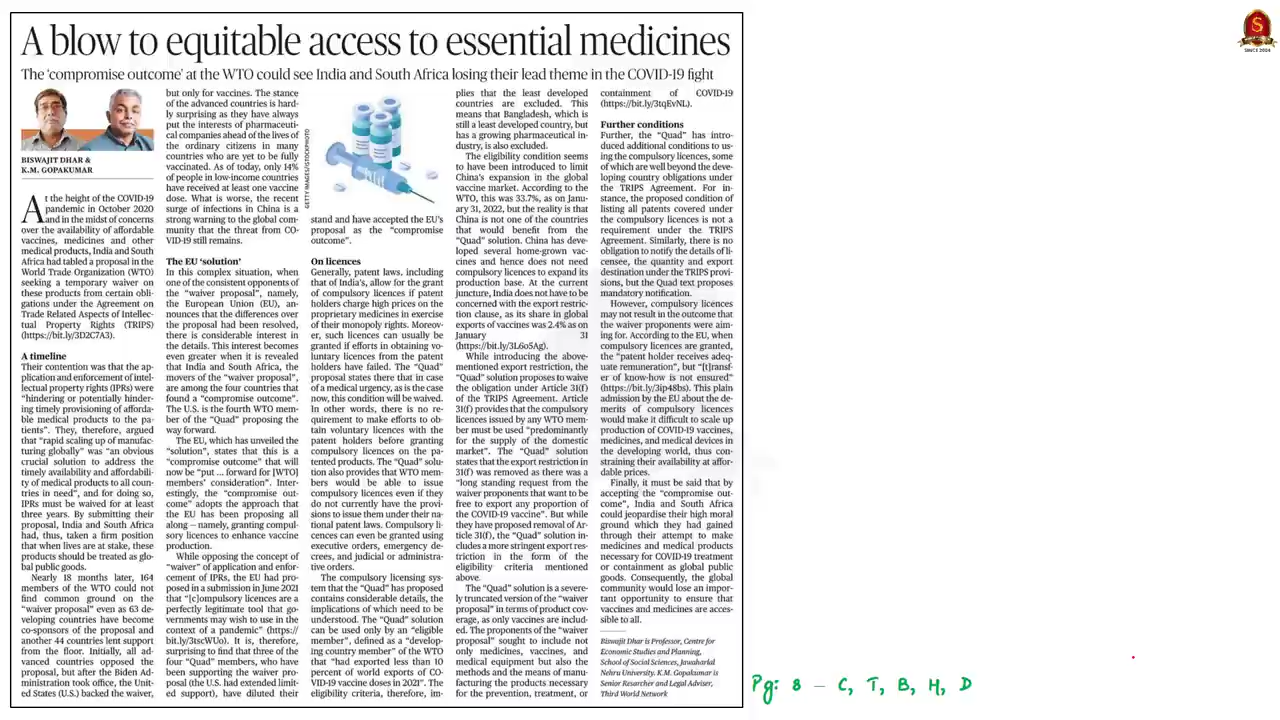 A blow to equitable access to essential medicines
The ‘compromise outcome’ at the WTO could see India and South Africa losing their lead theme in the COVID-19 fight
BISWAJIT DHAR &
K.M. GOPAKUMAR
At the height of the COVID-19
pandemic in October 2020
and in the midst of concerns
over the availability of affordable
vaccines, medicines and other
medical products, India and South
Africa had tabled a proposal in the
World Trade Organization (WTO)
seeking a temporary waiver on
these products from certain obli-
gations under the Agreement on
Trade Related Aspects of Intellec-
tual Property Rights (TRIPS)
(https://bit.ly/3D2C7A3).
A timeline
Their contention was that the ap-
plication and enforcement of intel-
lectual property rights (IPRs) were
“hindering or potentially hinder-
ing timely provisioning of afforda-
ble medical products to the pa-
tients”. They, therefore, argued
that “rapid scaling up of manufac-
turing globally” was “an obvious
crucial solution to address the
timely availability and affordabili-
ty of medical products to all coun-
tries in need”, and for doing so,
IPRs must be waived for at least
three years. By submitting their
proposal, India and South Africa
had, thus, taken a firm position
that when lives are at stake, these
products should be treated as glo-
bal public goods.
Nearly 18 months later, 164
members of the WTO could not
find common ground on the
“waiver proposal” even as 63 de-
veloping countries have become
co-sponsors of the proposal and
another 44 countries lent support
from the floor. Initially, all ad-
vanced countries opposed the
proposal, but after the Biden Ad-
ministration took office, the Unit-
ed States (U.S.) backed the waiver,
but only for vaccines. The stance
of the advanced countries is hard-
ly surprising as they have always
put the interests of pharmaceuti-
cal companies ahead of the lives of
the ordinary citizens in many
countries who are yet to be fully
vaccinated. As of today, only 14%
of people in low-income countries
have received at least one vaccine
dose. What is worse, the recent
surge of infections in China is a
strong warning to the global com-
munity that the threat from CO-
VID-19 still remains.
The EU ‘solution’
In this complex situation, when
one of the consistent opponents of
the “waiver proposal”, namely,
the European Union (EU), an-
nounces that the differences over
the proposal had been resolved,
there is considerable interest in
the details. This interest becomes
even greater when it is revealed
that India and South Africa, the
movers of the “waiver proposal”,
are among the four countries that
found a “compromise outcome”.
The U.S. is the fourth WTO mem-
ber of the “Quad” proposing the
way forward.
The EU, which has unveiled the
“solution”, states that this is a
“compromise outcome” that will
now be “put ... forward for [WTO]
members’ consideration”. Inter-
estingly, the “compromise out-
come” adopts the approach that
the EU has been proposing all
along – namely, granting compul-
sory licences to enhance vaccine
production.
While opposing the concept of
“waiver” of application and enfor-
cement of IPRs, the EU had pro-
posed in a submission in June 2021
that “[c]ompulsory licences are a
perfectly legitimate tool that go-
vernments may wish to use in the
context of a pandemic” (https://
bit.ly/3tscWUo). It is, therefore,
surprising to find that three of the
four “Quad” members, who have
been supporting the waiver pro-
posal (the U.S. had extended limit-
ed support), have diluted their
GETTY IMAGES/ISTOCKPHOTO
stand and have accepted the EU’s
proposal as the “compromise
outcome”.
On licences
Generally, patent laws, including
that of India’s, allow for the grant
of compulsory licences if patent
holders charge high prices on the
proprietary medicines in exercise
of their monopoly rights. Moreov-
er, such licences can usually be
granted if efforts in obtaining vo-
luntary licences from the patent
holders have failed. The “Quad”
proposal states there that in case
of a medical urgency, as is the case
now, this condition will be waived.
In other words, there is no re-
quirement to make efforts to ob-
tain voluntary licences with the
patent holders before granting
compulsory licences on the pa-
tented products. The “Quad” solu-
tion also provides that WTO mem-
bers would be able to issue
compulsory licences even if they
do not currently have the provi-
sions to issue them under their na-
tional patent laws. Compulsory li-
cences can even be granted using
executive orders, emergency de-
crees, and judicial or administra-
tive orders.
The compulsory licensing sys-
tem that the “Quad” has proposed
contains considerable details, the
implications of which need to be
understood. The “Quad” solution
can be used only by an “eligible
member”, defined as a “develop-
ing country member” of the WTO
that “had exported less than 10
percent of world exports of CO-
VID-19 vaccine doses in 2021”. The
eligibility criteria, therefore, im-
plies that the least developed
countries are excluded. This
means that Bangladesh, which is
still a least developed country, but
has a growing pharmaceutical in-
dustry, is also excluded.
The eligibility condition seems
to have been introduced to limit
China’s expansion in the global
vaccine market. According to the
WTO, this was 33.7%, as on Janu-
ary 31, 2022, but the reality is that
China is not one of the countries
that would benefit from the
“Quad” solution. China has deve-
loped several home-grown vac-
cines and hence does not need
compulsory licences to expand its
production base. At the current
juncture, India does not have to be
concerned with the export restric-
tion clause, as its share in global
exports of vaccines was 2.4% as on
January 31
(https://bit.ly/3L6o5Ag).
While introducing the above-
mentioned export restriction, the
“Quad” solution proposes to waive
the obligation under Article 31(f)
of the TRIPS Agreement. Article
31(f) provides that the compulsory
licences issued by any WTO mem-
ber must be used “predominantly
for the supply of the domestic
market”. The “Quad” solution
states that the export restriction in
31(f) was removed as there was a
“long standing request from the
waiver proponents that want to be
free to export any proportion of
the COVID-19 vaccine”. But while
they have proposed removal of Ar-
ticle 31(f), the “Quad” solution in-
cludes a more stringent export res-
triction in the form of the
eligibility criteria mentioned
above.
The “Quad” solution is a severe-
ly truncated version of the “waiver
proposal” in terms of product cov-
erage, as only vaccines are includ-
ed. The proponents of the “waiver
proposal” sought to include not
only medicines, vaccines, and
medical equipment but also the
methods and the means of manu-
facturing the products necessary
for the prevention, treatment, or
containment of COVID-19
(https://bit.ly/3tqEvNL).
Further conditions
Further, the “Quad” has intro-
duced additional conditions to us-
ing the compulsory licences, some
of which are well beyond the deve-
loping country obligations under
the TRIPS Agreement. For in-
stance, the proposed condition of
listing all patents covered under
the compulsory licences is not a
requirement under the TRIPS
Agreement. Similarly, there is no
obligation to notify the details of li-
censee, the quantity and export
destination under the TRIPS provi-
sions, but the Quad text proposes
mandatory notification.
However, compulsory licences
may not result in the outcome that
the waiver proponents were aim-
ing for. According to the EU, when
compulsory licences are granted,
the “patent holder receives adeq-
uate remuneration”, but “[t]ransf-
er of know-how is not ensured”
(https://bit.ly/3ip48bs). This plain
admission by the EU about the de-
merits of compulsory licences
would make it difficult to scale up
production of COVID-19 vaccines,
medicines, and medical devices in
the developing world, thus con-
straining their availability at affor-
dable prices.
Finally, it must be said that by
accepting the “compromise out-
come”, India and South Africa
could jeopardise their high moral
ground which they had gained
through their attempt to make
medicines and medical products
necessary for COVID-19 treatment
or containment as global public
goods. Consequently, the global
community would lose an impor-
tant opportunity to ensure that
vaccines and medicines are acces-
sible to all.
Biswajit Dhar is Professor, Centre for
Economic Studies and Planning,
School of Social Sciences, Jawaharlal
Nehru University. K.M. Gopakumar is
Senior Resarcher and Legal Adviser,
Third World Network
S
SINCE 2004
Pg: 8 – C, T, B, H, D